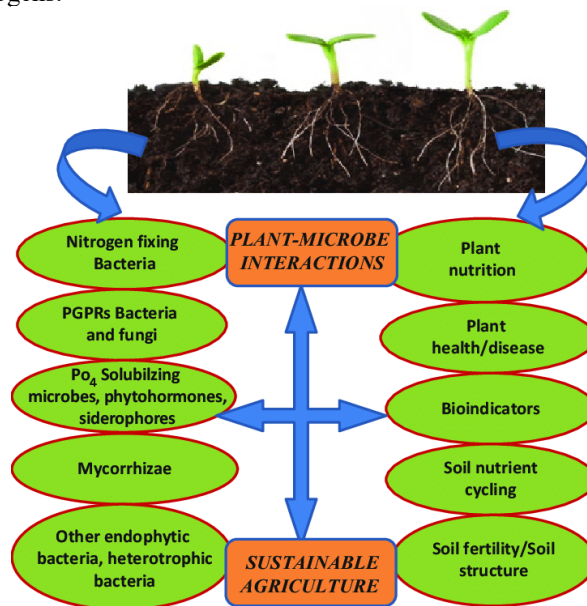 Nitrogen fixing
Bacteria
PGPRs Bacteria
and fungi
Po4 Solubilizing
microbes, phytohormones,
siderophores
Mycorrhizae
Other endophytic
bacteria, heterotrophic
bacteria
PLANT-MICROBE
INTERACTIONS
SUSTAINABLE
AGRICULTURE
Plant
nutrition
Plant
health/disease
Bioindicators
Soil nutrient
cycling
Soil fertility/Soil
structure